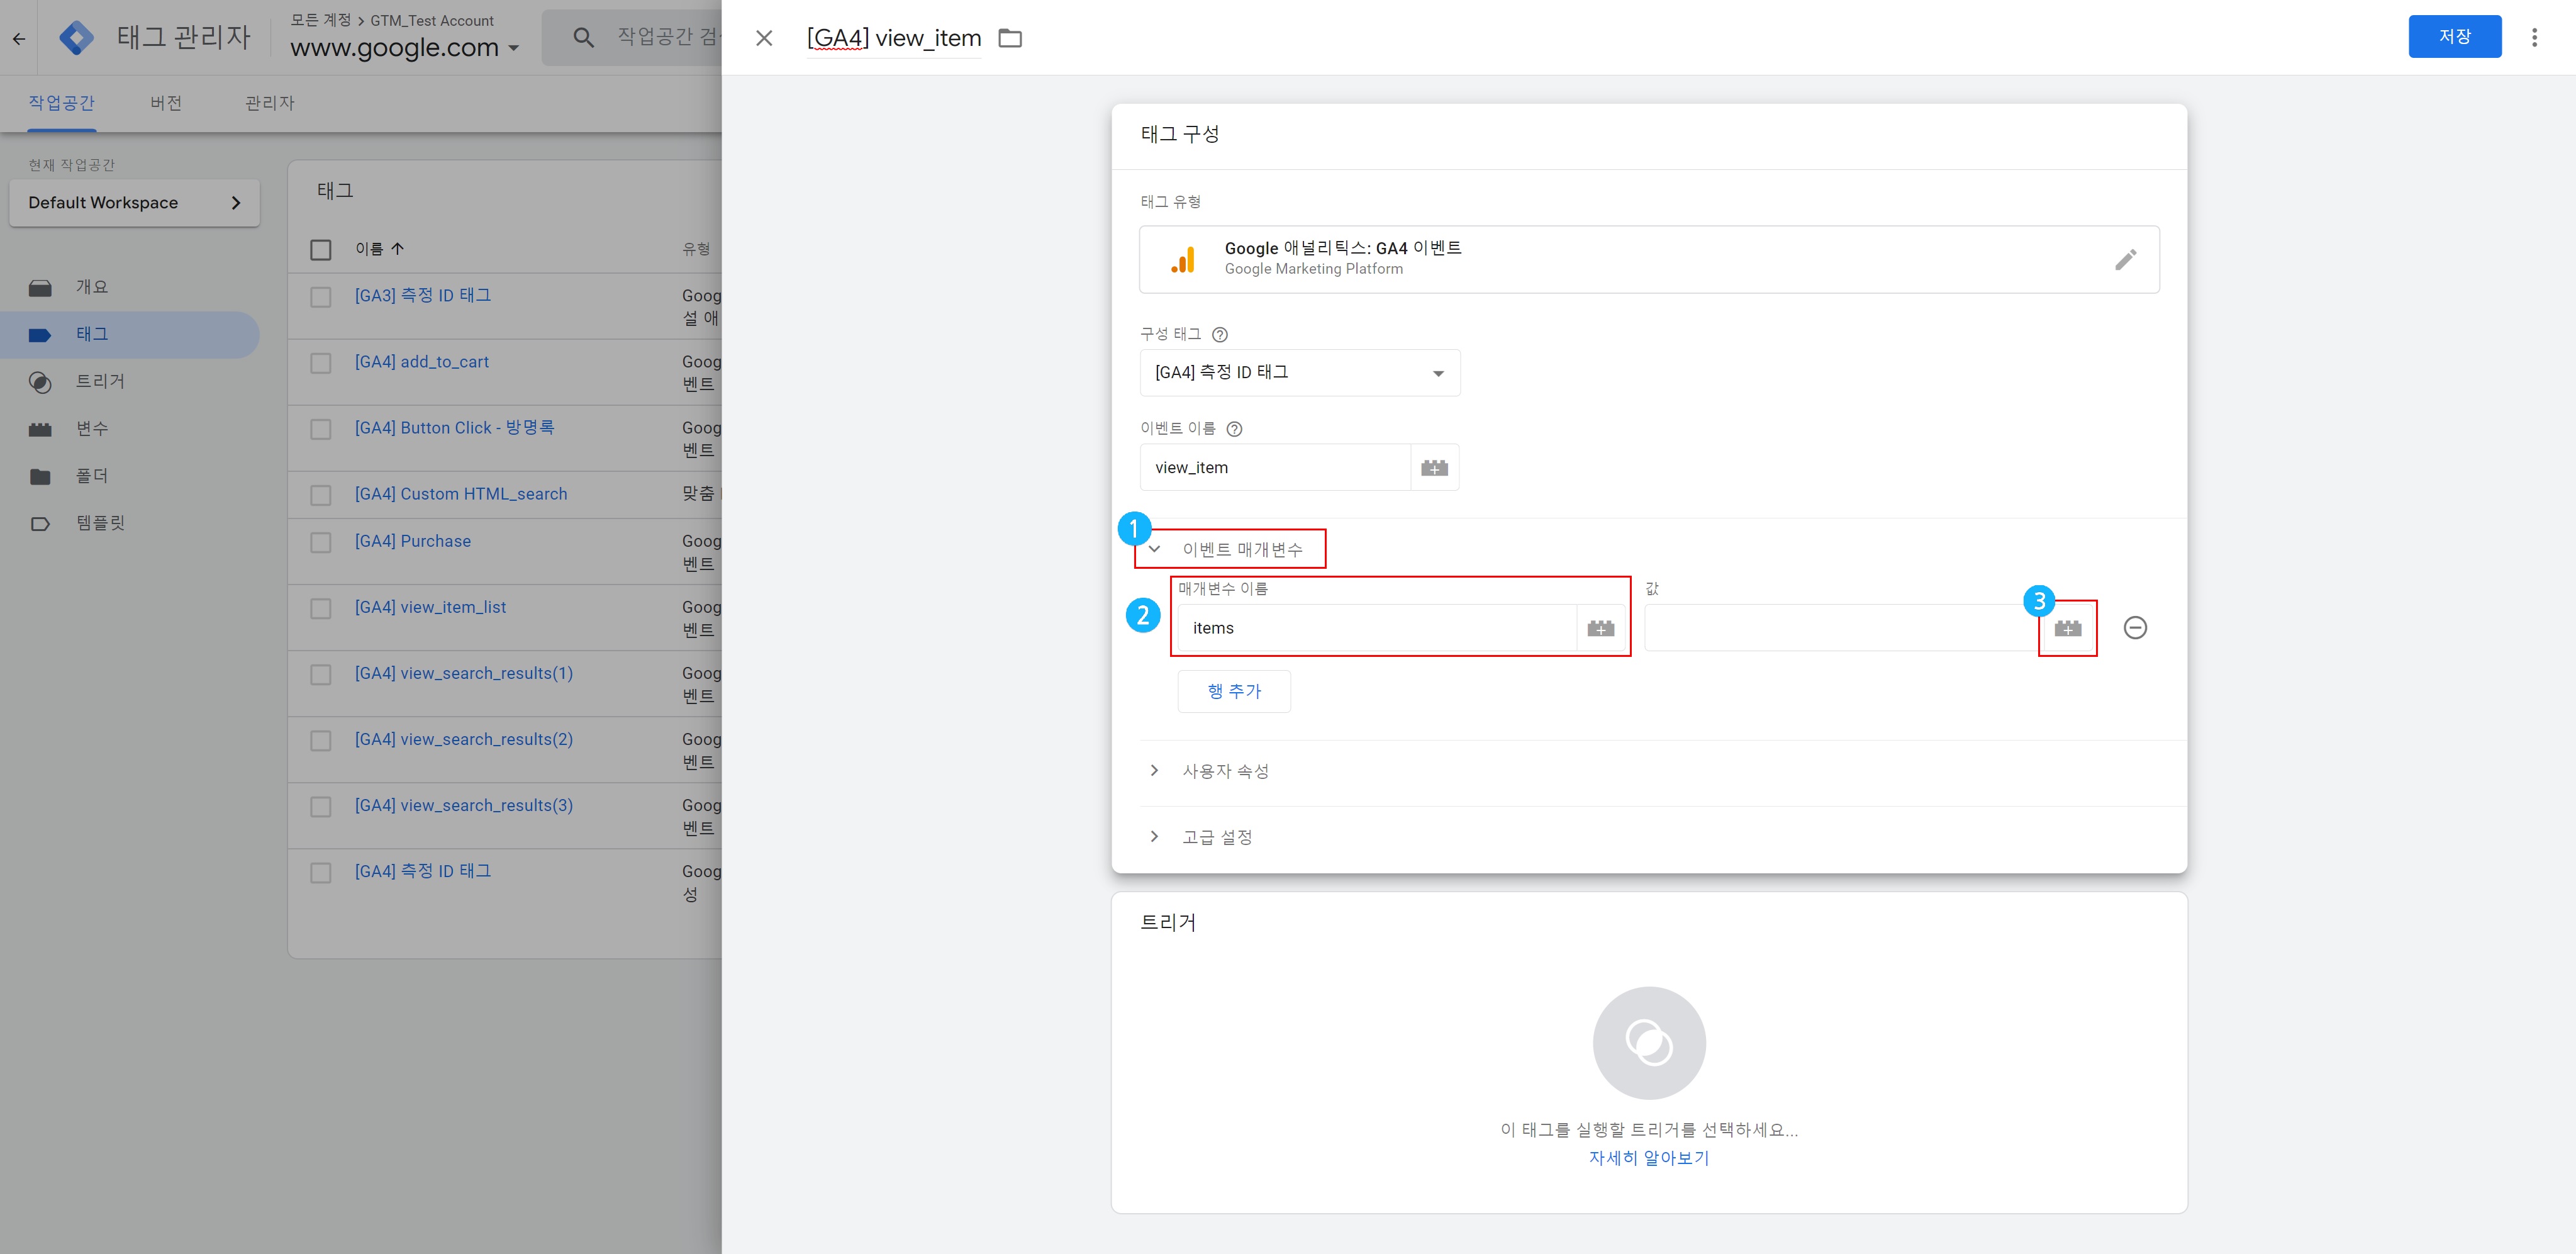 모든 계정 > GTM_Test Account
태그 관리자
www.google.com
작업공간 검
작업공간
버전
관리자
현재 작업공간
Default Workspace
개요
태그
트리거
변수
폴더
템플릿
태그
이름
유형
[GA3] 측정 ID 태그
Goog
설 애
[GA4] add_to_cart
Goog
벤트
[GA4] Button Click - 방명록
Goog
벤트
[GA4] Custom HTML_search
맞춤
[GA4] Purchase
Goog
벤트
[GA4] view_item_list
Goog
벤트
[GA4] view_search_results(1)
Goog
벤트
[GA4] view_search_results(2)
Goog
벤트
[GA4] view_search_results(3)
Goog
벤트
[GA4] 측정 ID 태그
Goog
성
[GA4] view_item
저장
태그 구성
태그 유형
Google 애널리틱스: GA4 이벤트
Google Marketing Platform
구성 태그
[GA4] 측정 ID 태그
이벤트 이름
view_item
1
이벤트 매개변수
2
매개변수 이름
items
값
3
행 추가
사용자 속성
고급 설정
트리거
이 태그를 실행할 트리거를 선택하세요...
자세히 알아보기